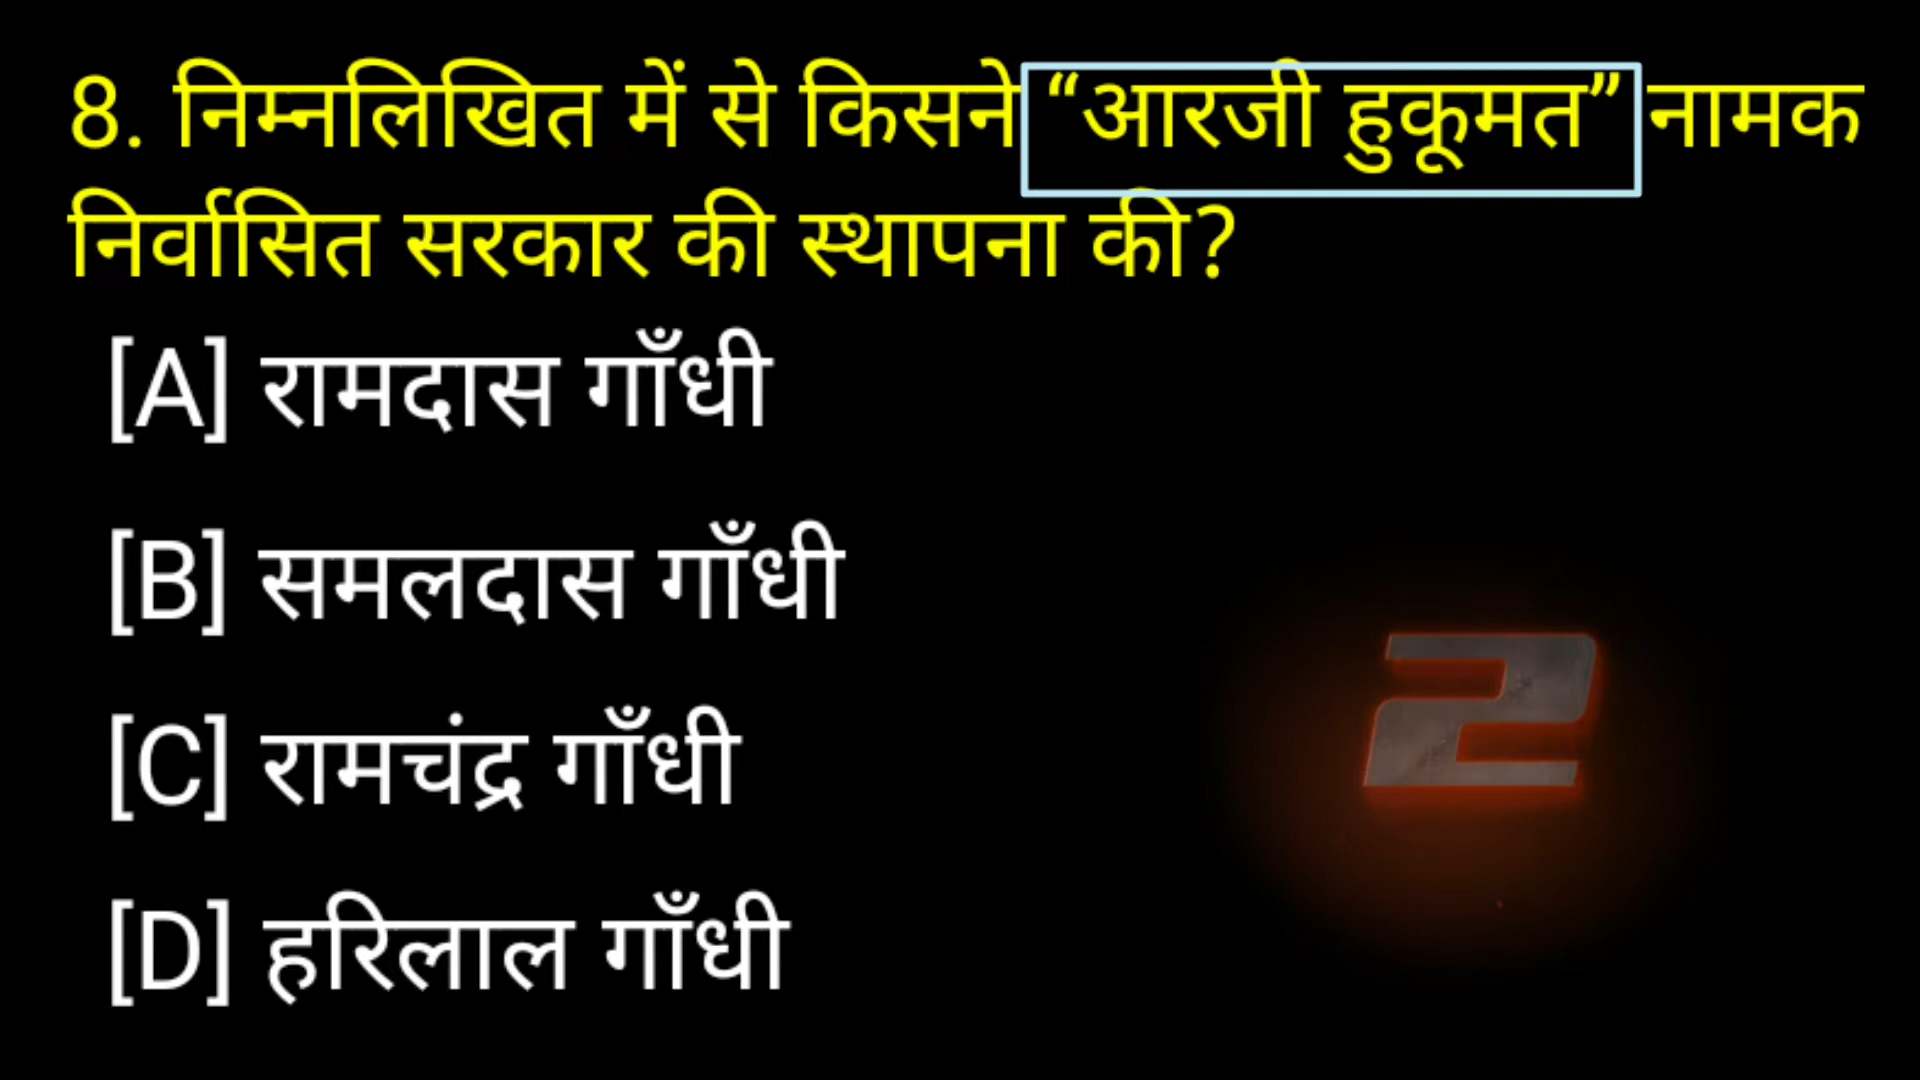 8. निम्नलिखित में से किसने “आरजी हुकूमत” नामक
निर्वासित सरकार की स्थापना की?
[A] रामदास गाँधी
[B] समलदास गाँधी
[C] रामचंद्र गाँधी
[D] हरिलाल गाँधी
2